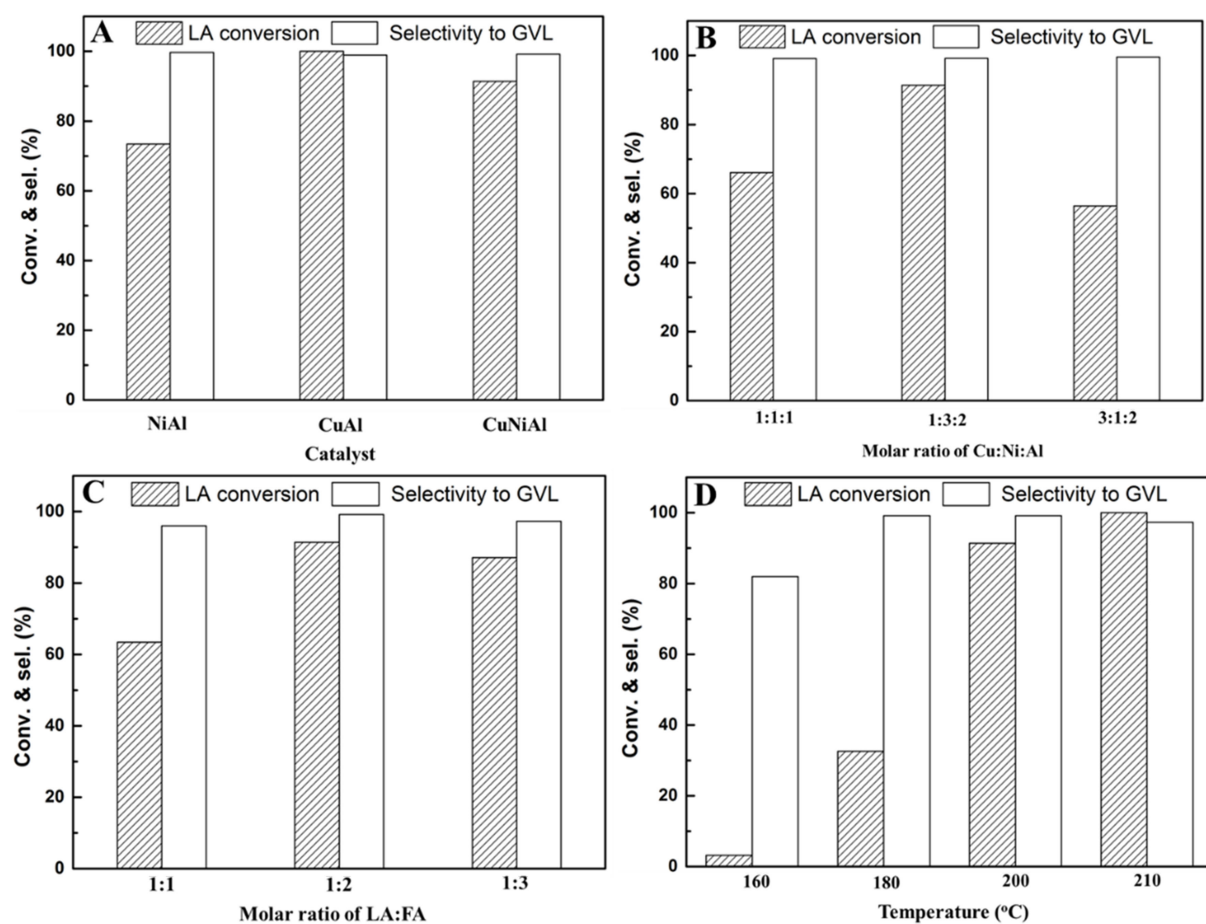 A
LA conversion
Selectivity to GVL
Conv. & sel. (%)
100
80
60
40
20
0
NiAl
CuAl
CuNiAl
Catalyst
B
LA conversion
Selectivity to GVL
Conv. & sel. (%)
100
80
60
40
20
0
1:1:1
1:3:2
3:1:2
Molar ratio of Cu:Ni:Al
C
LA conversion
Selectivity to GVL
Conv. & sel. (%)
100
80
60
40
20
0
1:1
1:2
1:3
Molar ratio of LA:FA
D
LA conversion
Selectivity to GVL
Conv. & sel. (%)
100
80
60
40
20
0
160
180
200
210
Temperature (°C)